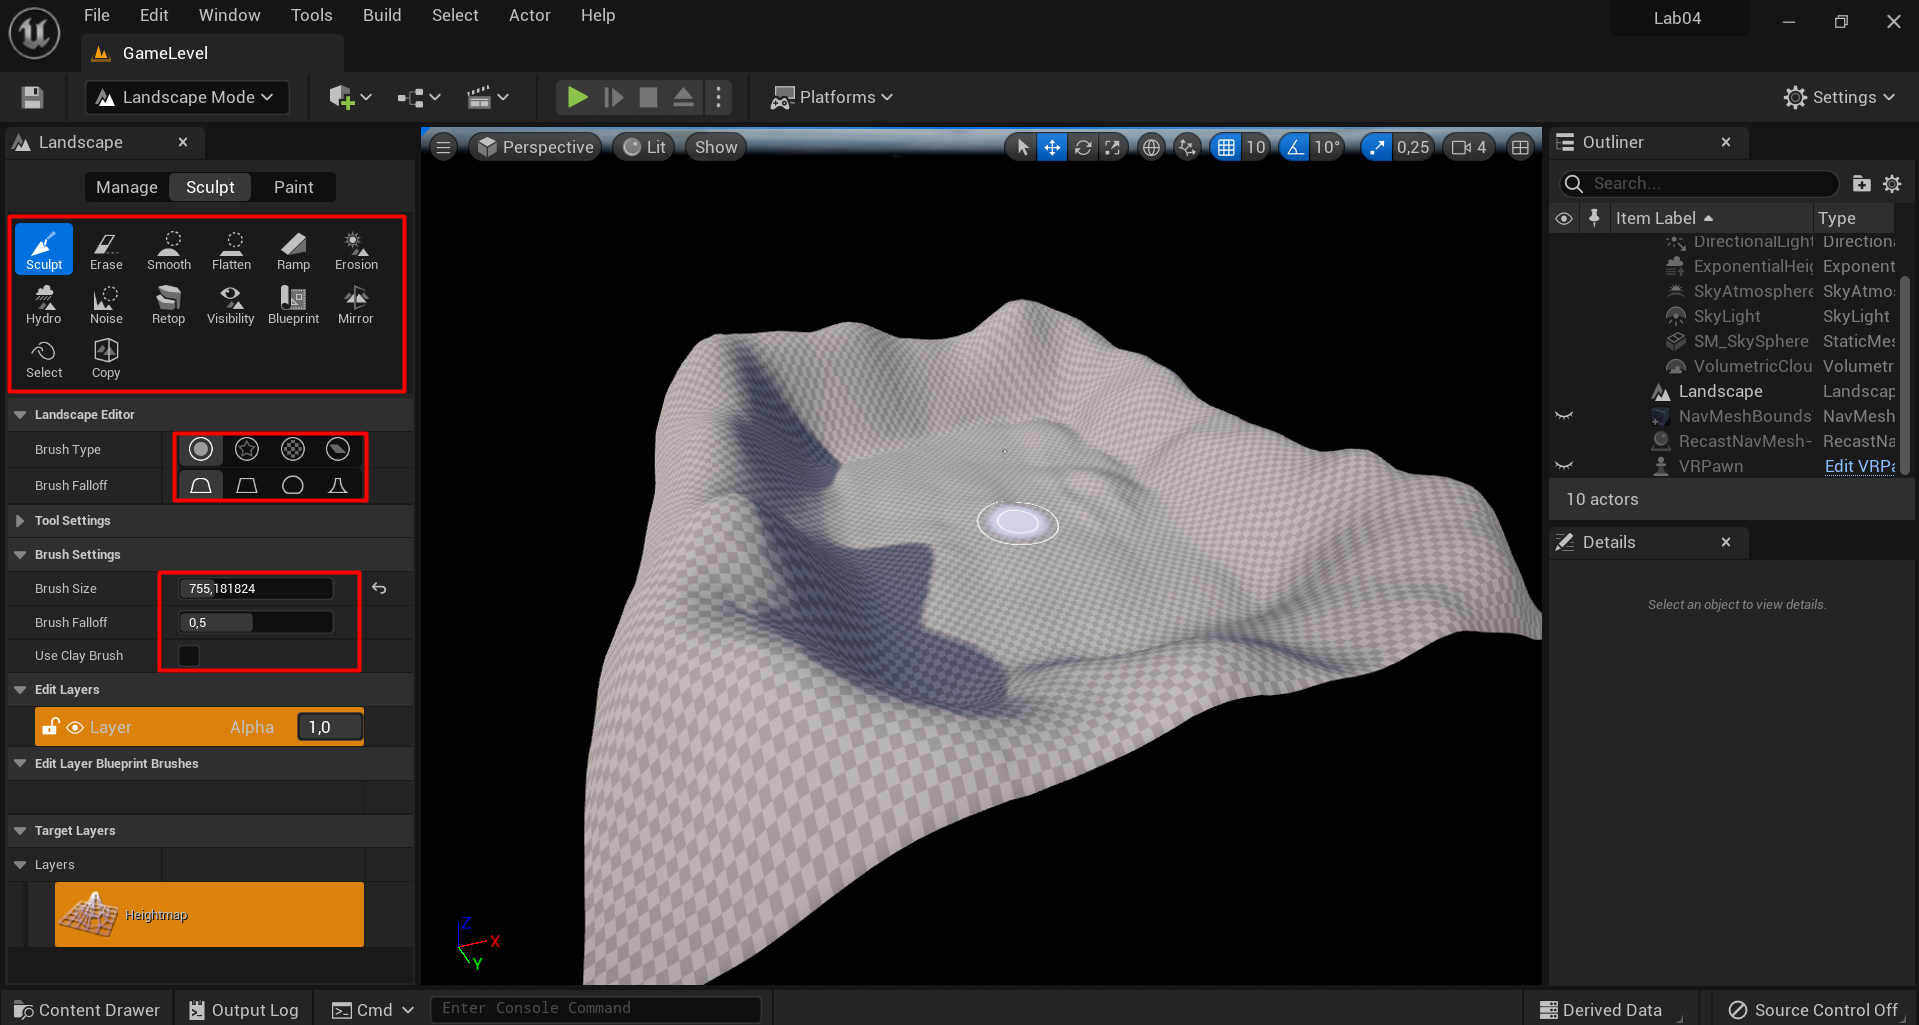 File Edit Window Tools Build Select Actor Help
Lab04
GameLevel
Landscape Mode
Platforms
Settings
Landscape
Manage Sculpt Paint
Sculpt Erase Smooth Flatten Ramp Erosion
Hydro Noise Retop Visibility Blueprint Mirror
Select Copy
Landscape Editor
Brush Type
Brush Falloff
Tool Settings
Brush Settings
Brush Size 755,181824
Brush Falloff 0,5
Use Clay Brush
Edit Layers
Layer Alpha 1,0
Edit Layer Blueprint Brushes
Target Layers
Layers
Heightmap
Perspective Lit Show
10 10° 0,25 4
Z
X
Y
Outliner
Search...
Item Label Type
DirectionalLight Directiona
ExponentialHeig Exponent
SkyAtmosphere SkyAtmo
SkyLight SkyLight
SM_SkySphere StaticMes
VolumetricClou Volumetr
Landscape Landscap
NavMeshBounds NavMesh
RecastNavMesh- RecastNa
VRPawn Edit VRPa
10 actors
Details
Select an object to view details.
Content Drawer Output Log Cmd Enter Console Command
Derived Data Source Control Off